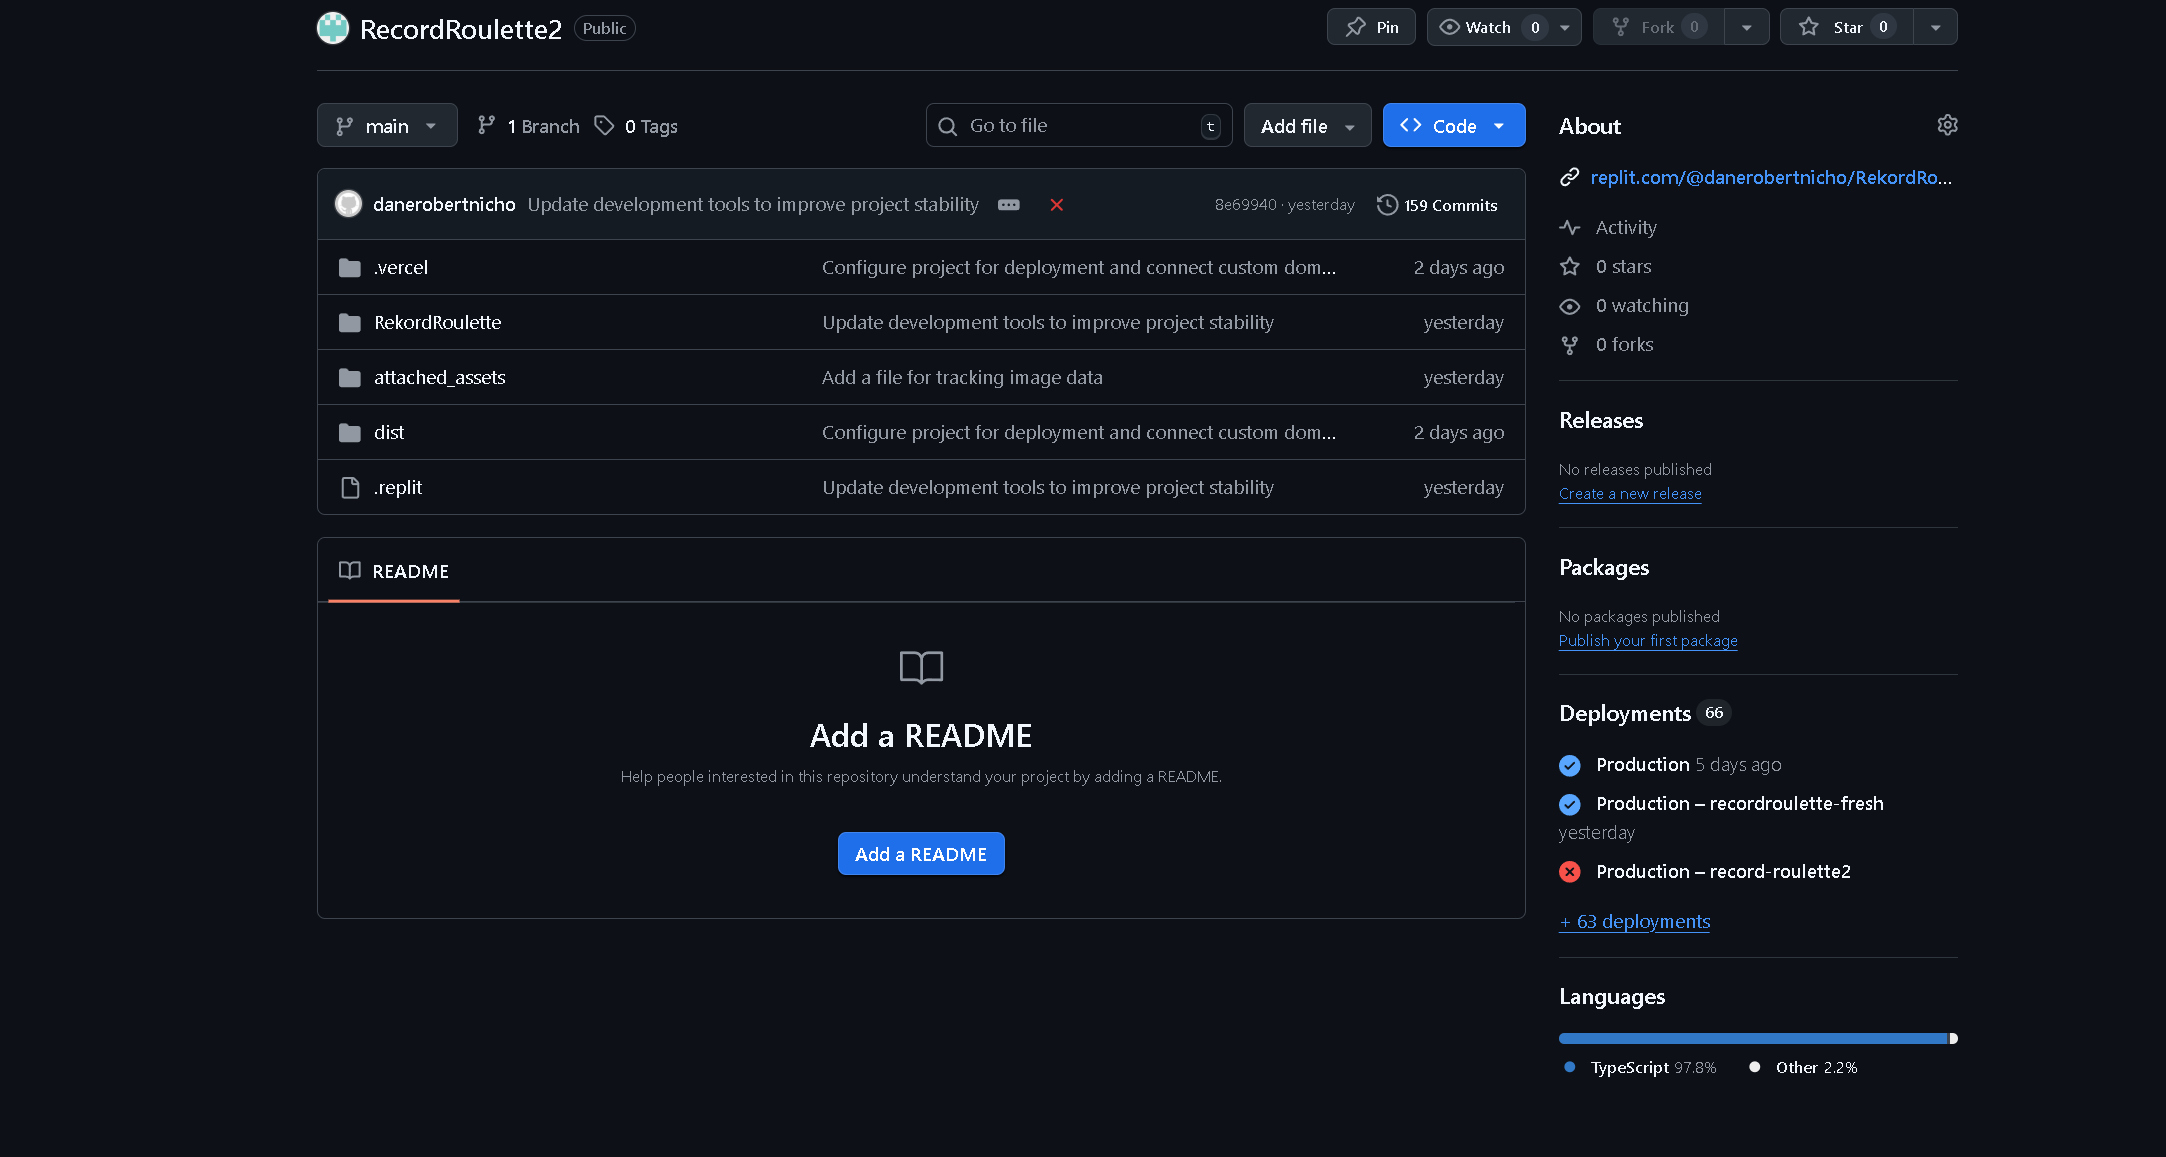 RecordRoulette2 Public
Pin Watch 0 Fork 0 Star 0
main 1 Branch 0 Tags Go to file t Add file Code
danerobertnicho Update development tools to improve project stability 8e69940 · yesterday 159 Commits
.vercel Configure project for deployment and connect custom dom... 2 days ago
RekordRoulette Update development tools to improve project stability yesterday
attached_assets Add a file for tracking image data yesterday
dist Configure project for deployment and connect custom dom... 2 days ago
.replit Update development tools to improve project stability yesterday
README
Add a README
Help people interested in this repository understand your project by adding a README.
Add a README
About
replit.com/@danerobertnicho/RekordRo...
Activity
0 stars
0 watching
0 forks
Releases
No releases published
Create a new release
Packages
No packages published
Publish your first package
Deployments 66
Production 5 days ago
Production – recordroulette-fresh
yesterday
Production – record-roulette2
+ 63 deployments
Languages
TypeScript 97.8% Other 2.2%